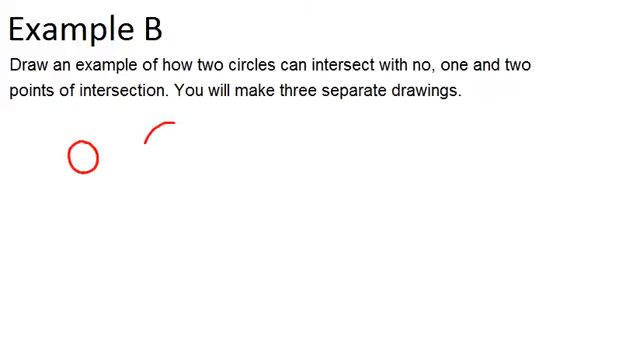 Example B
Draw an example of how two circles can intersect with no, one and two
points of intersection. You will make three separate drawings.